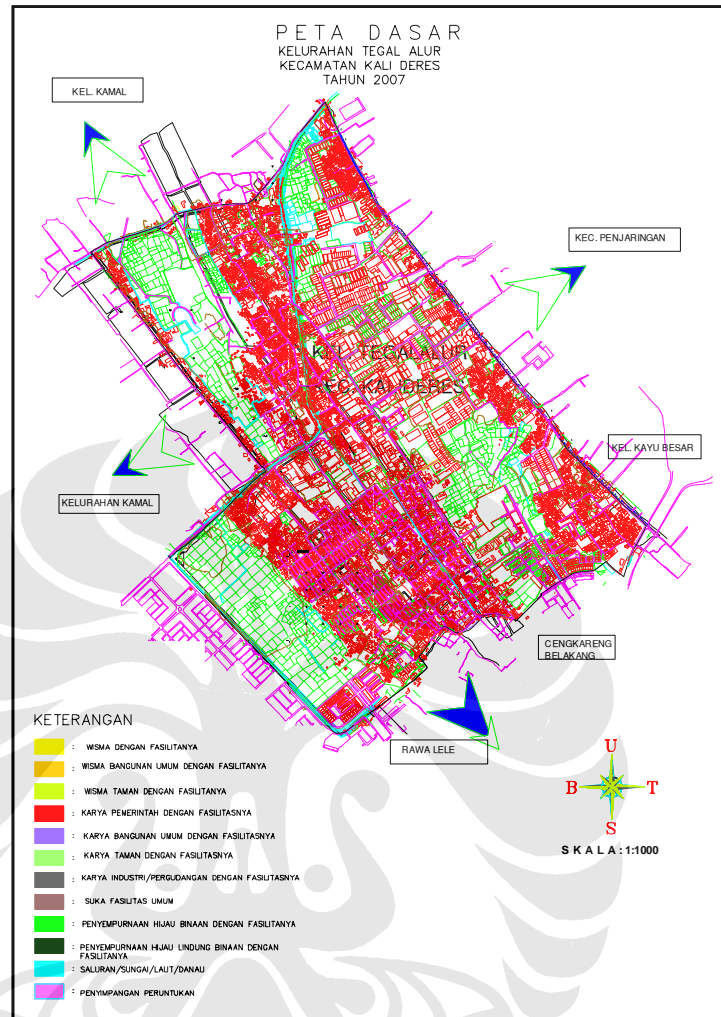 PETA DASAR
KELURAHAN TEGAL ALUR
KECAMATAN KALI DERES
TAHUN 2007
KEL. KAMAL
KEC. PENJARINGAN
KEL. TEGALALUR
KEC. KALIDERES
KEL. KAYU BESAR
KELURAHAN KAMAL
CENGKARENG
BELAKANG
RAWA LELE
KETERANGAN
: WISMA DENGAN FASILITANYA
: WISMA BANGUNAN UMUM DENGAN FASILITANYA
: WISMA TAMAN DENGAN FASILITANYA
: KARYA PEMERINTAH DENGAN FASILITASNYA
: KARYA BANGUNAN UMUM DENGAN FASILITASNYA
: KARYA TAMAN DENGAN FASILITASNYA
: KARYA INDUSTRI/PERGUDANGAN DENGAN FASILITASNYA
: SUKA FASILITAS UMUM
: PENYEMPURNAAN HIJAU BINAAN DENGAN FASILITANYA
: PENYEMPURNAAN HIJAU LINDUNG BINAAN DENGAN
FASILITANYA
: SALURAN/SUNGAI/LAUT/DANAU
: PENYIMPANGAN PERUNTUKAN
U
B T
S
SKALA : 1:1000